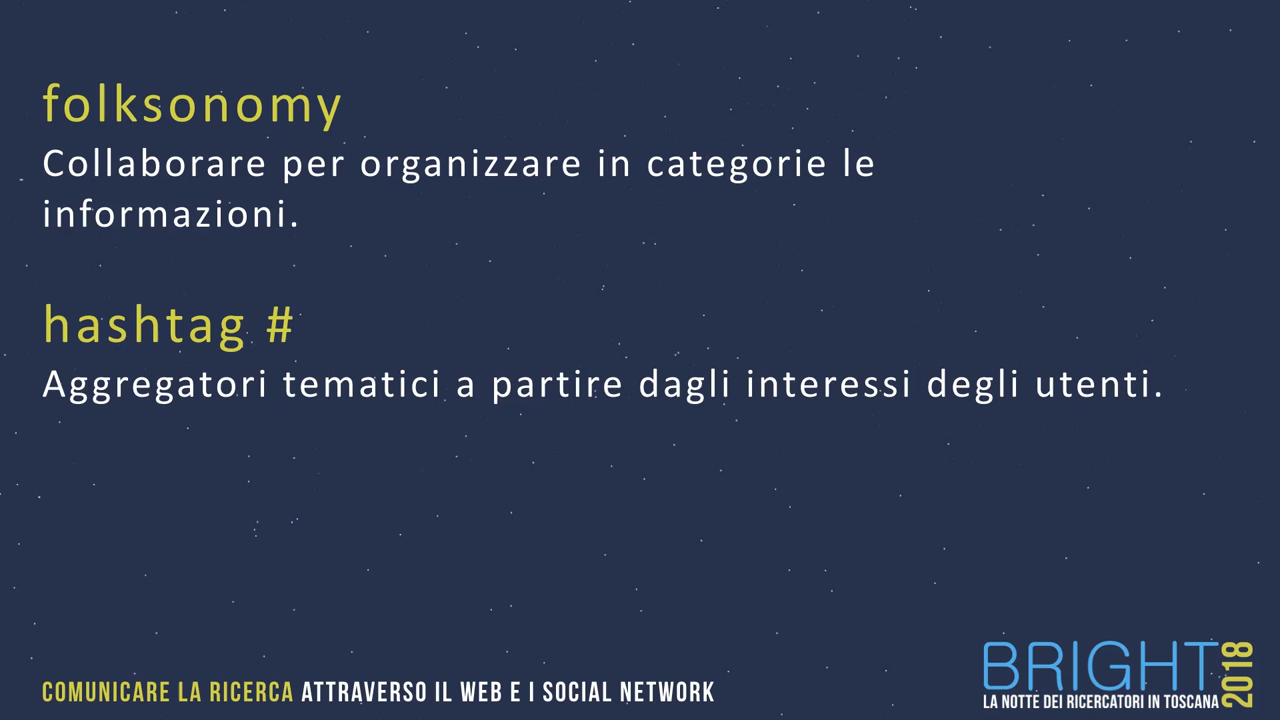 folksonomy
Collaborare per organizzare in categorie le
informazioni.
hashtag #
Aggregatori tematici a partire dagli interessi degli utenti.
COMUNICARE LA RICERCA ATTRAVERSO IL WEB E I SOCIAL NETWORK
BRIGHT 2018
LA NOTTE DEI RICERCATORI IN TOSCANA